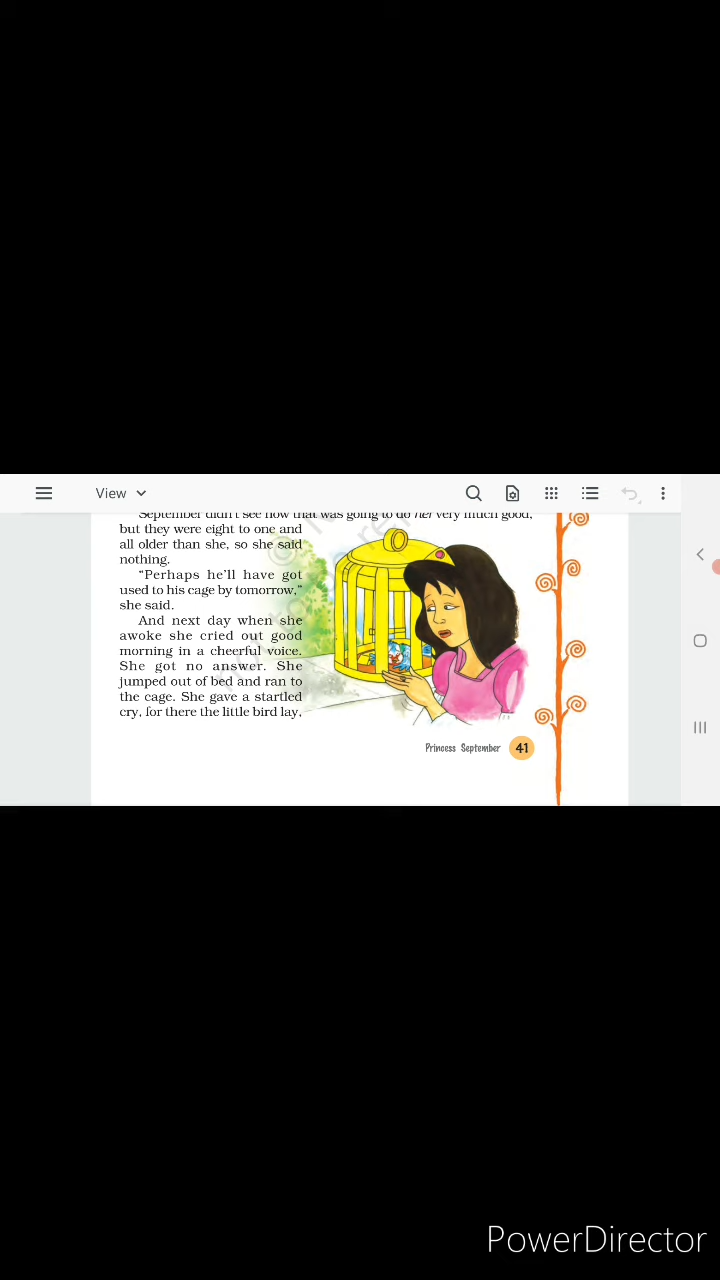 View
September didn't see how that was going to do her very much good,
but they were eight to one and
all older than she, so she said
nothing.
"Perhaps he'll have got
used to his cage by tomorrow,"
she said.
And next day when she
awoke she cried out good
morning in a cheerful voice.
She got no answer. She
jumped out of bed and ran to
the cage. She gave a startled
cry, for there the little bird lay,
Princess September 41
PowerDirector